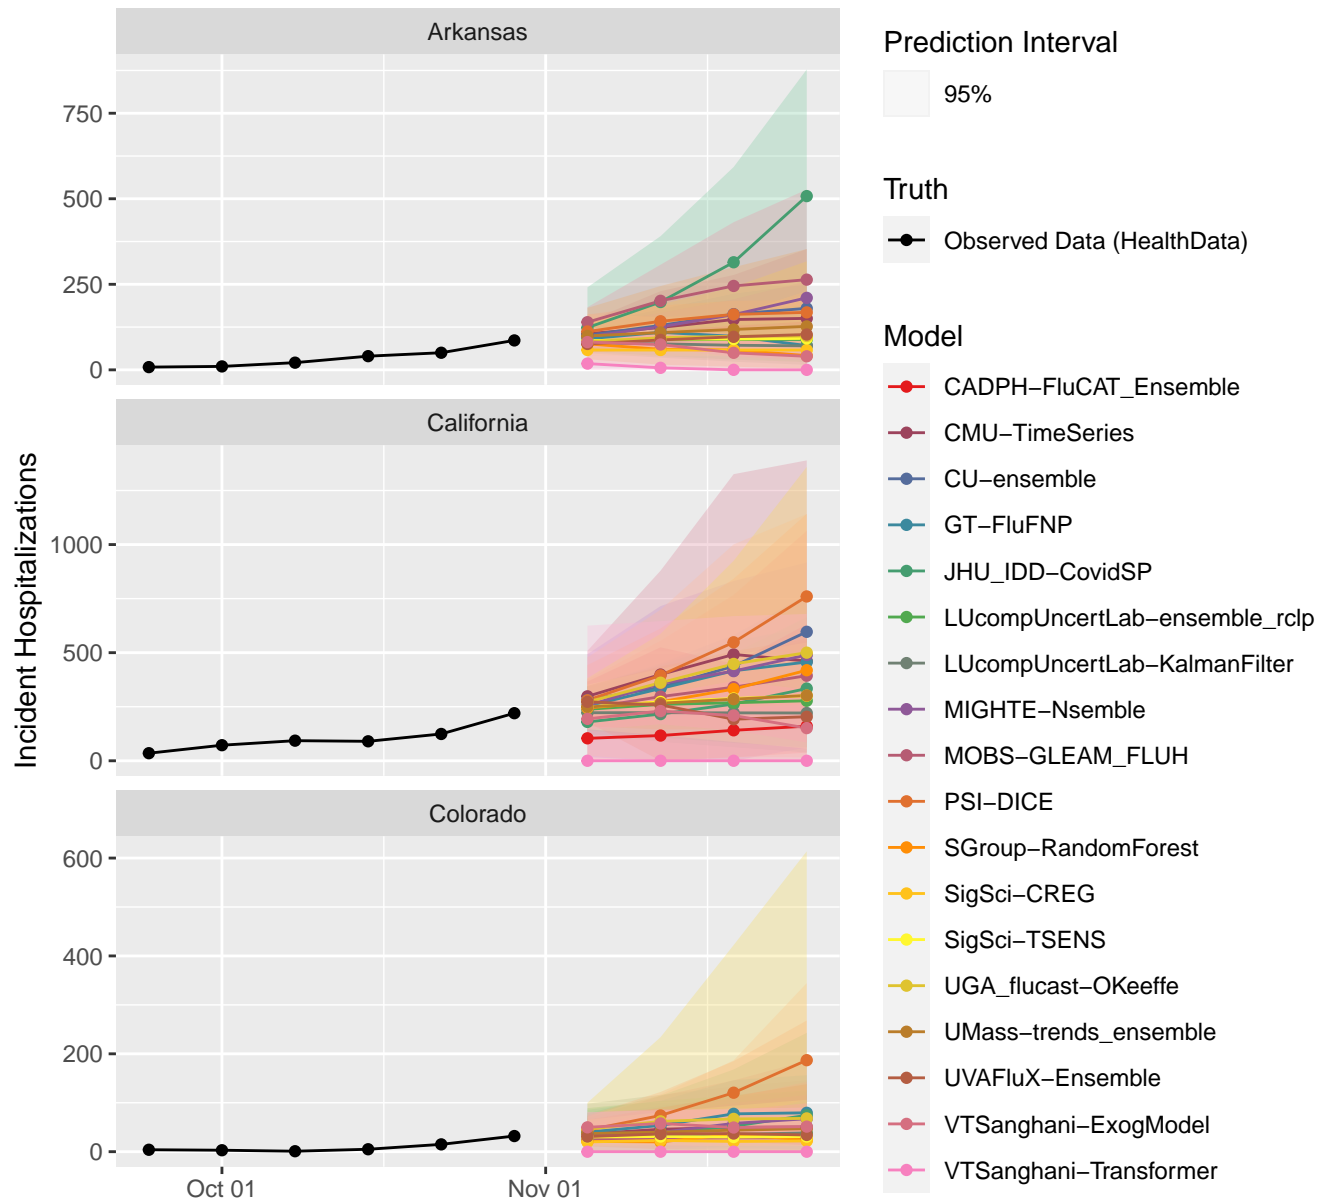 Arkansas
750
500
250
0
California
1000
500
0
Colorado
600
400
200
0
Oct 01
Nov 01
Incident Hospitalizations
Prediction Interval
95%
Truth
Observed Data (HealthData)
Model
CADPH−FluCAT_Ensemble
CMU−TimeSeries
CU−ensemble
GT−FluFNP
JHU_IDD−CovidSP
LUcompUncertLab−ensemble_rclp
LUcompUncertLab−KalmanFilter
MIGHTE−Nsemble
MOBS−GLEAM_FLUH
PSI−DICE
SGroup−RandomForest
SigSci−CREG
SigSci−TSENS
UGA_flucast−OKeeffe
UMass−trends_ensemble
UVAFluX−Ensemble
VTSanghani−ExogModel
VTSanghani−Transformer